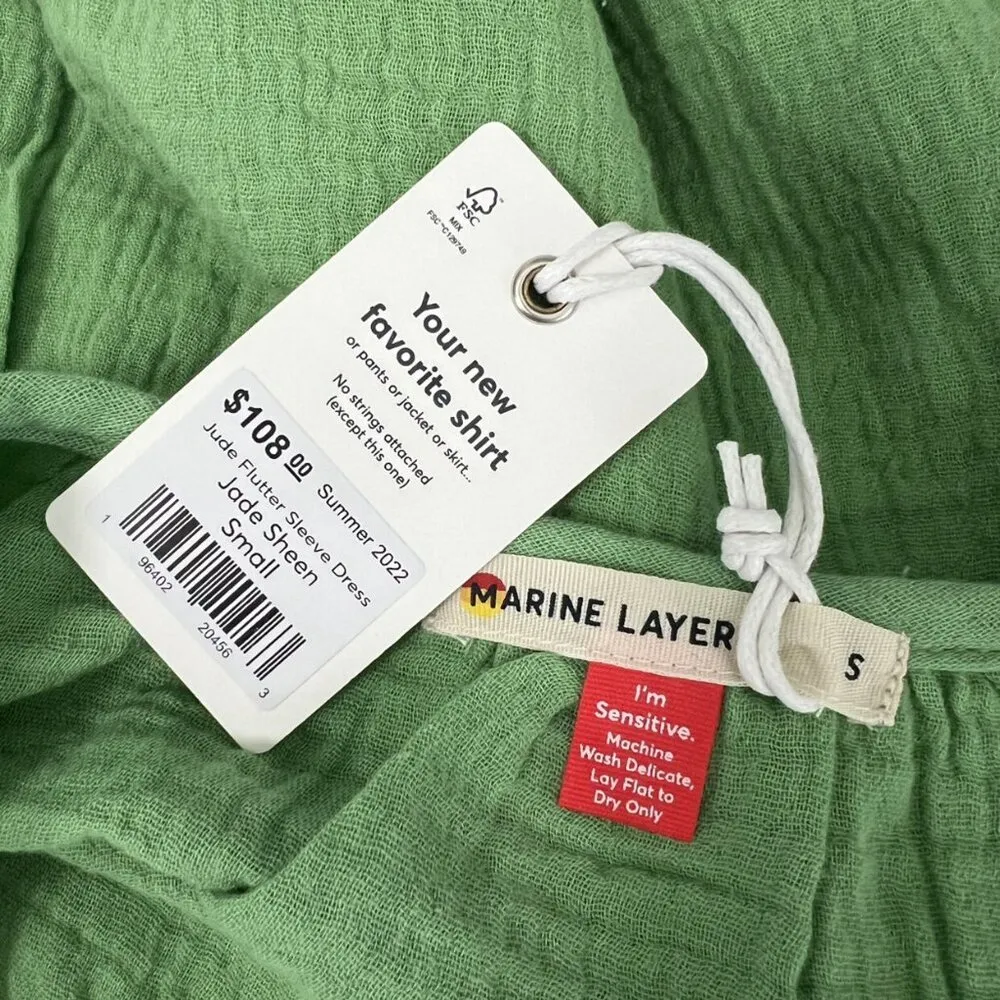 FSC™
MIX
FSC™C129749
Your new
favorite shirt
or pants or jacket or skirt...
No strings attached
(except this one)
$108.00 Summer 2022
Jude Flutter Sleeve Dress
Jade Sheen
Small
1 96402 20456 3
MARINE LAYER
S
I'm
Sensitive.
Machine
Wash Delicate,
Lay Flat to
Dry Only